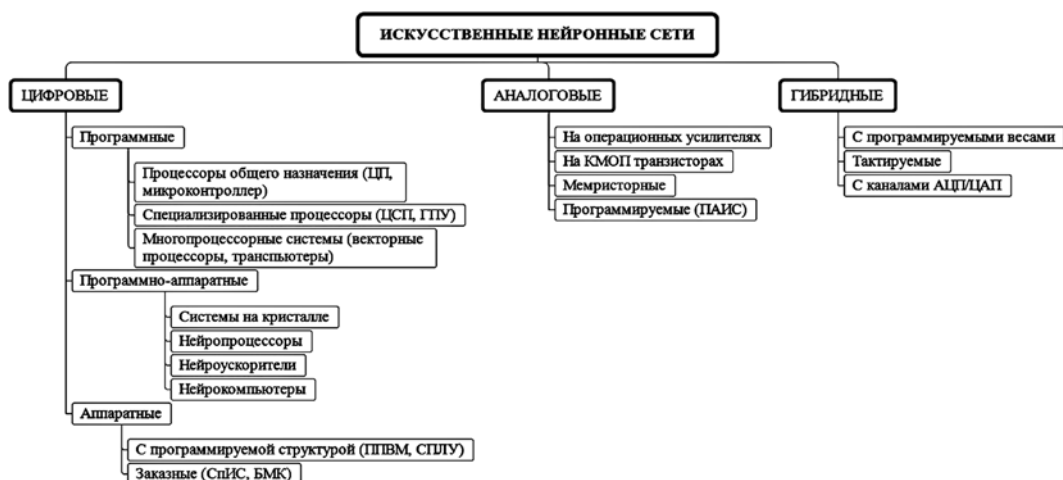 ИСКУССТВЕННЫЕ НЕЙРОННЫЕ СЕТИ
ЦИФРОВЫЕ
Программные
Процессоры общего назначения (ЦП,
микроконтроллер)
Специализированные процессоры (ЦСП, ГПУ)
Многопроцессорные системы (векторные
процессоры, транспьютеры)
Программно-аппаратные
Системы на кристалле
Нейропроцессоры
Нейроускорители
Нейрокомпьютеры
Аппаратные
С программируемой структурой (ППВМ, СПЛУ)
Заказные (СпИС, БМК)
АНАЛОГОВЫЕ
На операционных усилителях
На КМОП транзисторах
Мемристорные
Программируемые (ПАИС)
ГИБРИДНЫЕ
С программируемыми весами
Тактируемые
С каналами АЦП/ЦАП